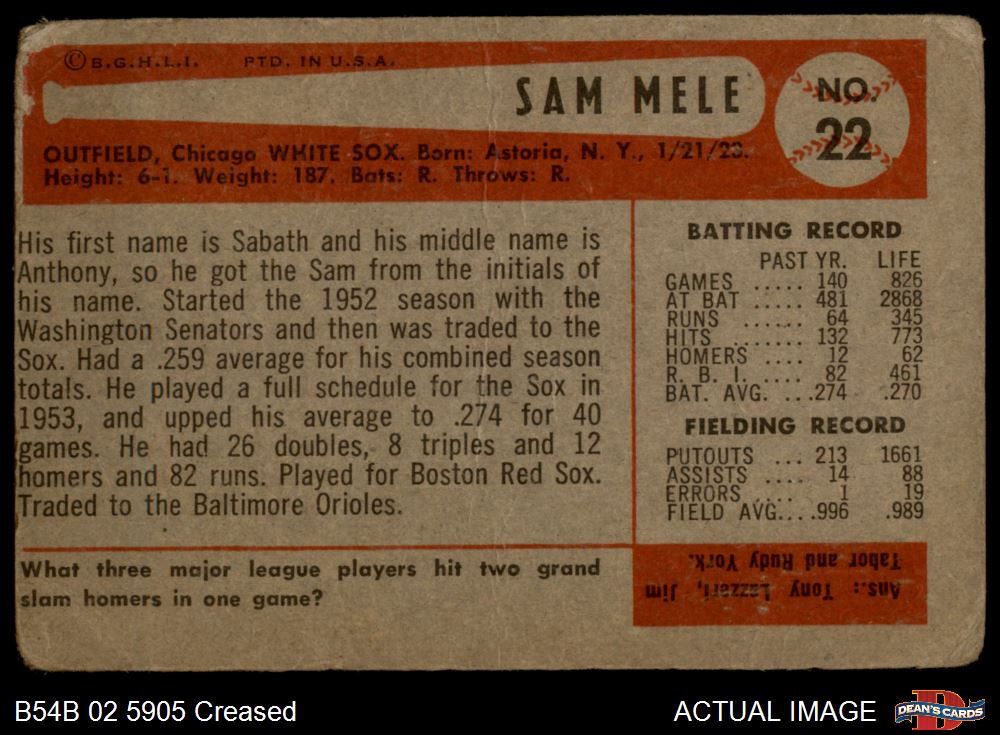 © B.G.H.L.I. PTD. IN U.S.A.
SAM MELE
NO.
22
OUTFIELD, Chicago WHITE SOX. Born: Astoria, N. Y., 1/21/23.
Height: 6-1. Weight: 187. Bats: R. Throws: R.
His first name is Sabath and his middle name is
Anthony, so he got the Sam from the initials of
his name. Started the 1952 season with the
Washington Senators and then was traded to the
Sox. Had a .259 average for his combined season
totals. He played a full schedule for the Sox in
1953, and upped his average to .274 for 40
games. He had 26 doubles, 8 triples and 12
homers and 82 runs. Played for Boston Red Sox.
Traded to the Baltimore Orioles.
BATTING RECORD
PAST YR. LIFE
GAMES ..... 140 826
AT BAT ..... 481 2868
RUNS ...... 64 345
HITS ....... 132 773
HOMERS .... 12 62
R. B. I. .... 82 461
BAT. AVG. ...274 .270
FIELDING RECORD
PUTOUTS ... 213 1661
ASSISTS .... 14 88
ERRORS .... 1 19
FIELD AVG....996 .989
What three major league players hit two grand
slam homers in one game?
Ans.: Tony Lazzeri, Jim
Tabor and Rudy York.
B54B 02 5905 Creased
ACTUAL IMAGE
DEAN'S CARDS